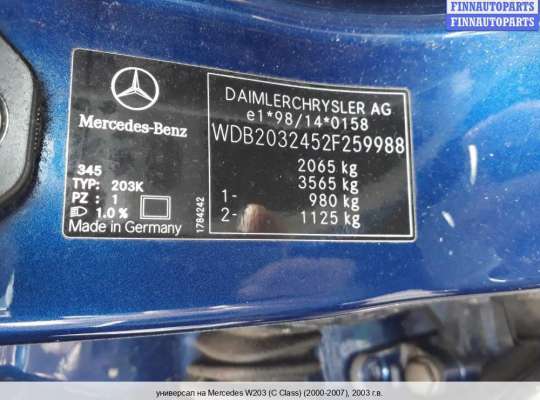 FINNAUTOPARTS
FINNAUTOPARTS
Mercedes-Benz
DAIMLERCHRYSLER AG
e1*98/14*0158
WDB2032452F259988
2065 kg
3565 kg
1- 980 kg
2- 1125 kg
345
TYP: 203K
PZ : 1
1.0 %
Made in Germany
1784242
универсал на Mercedes W203 (C Class) (2000-2007), 2003 г.в.